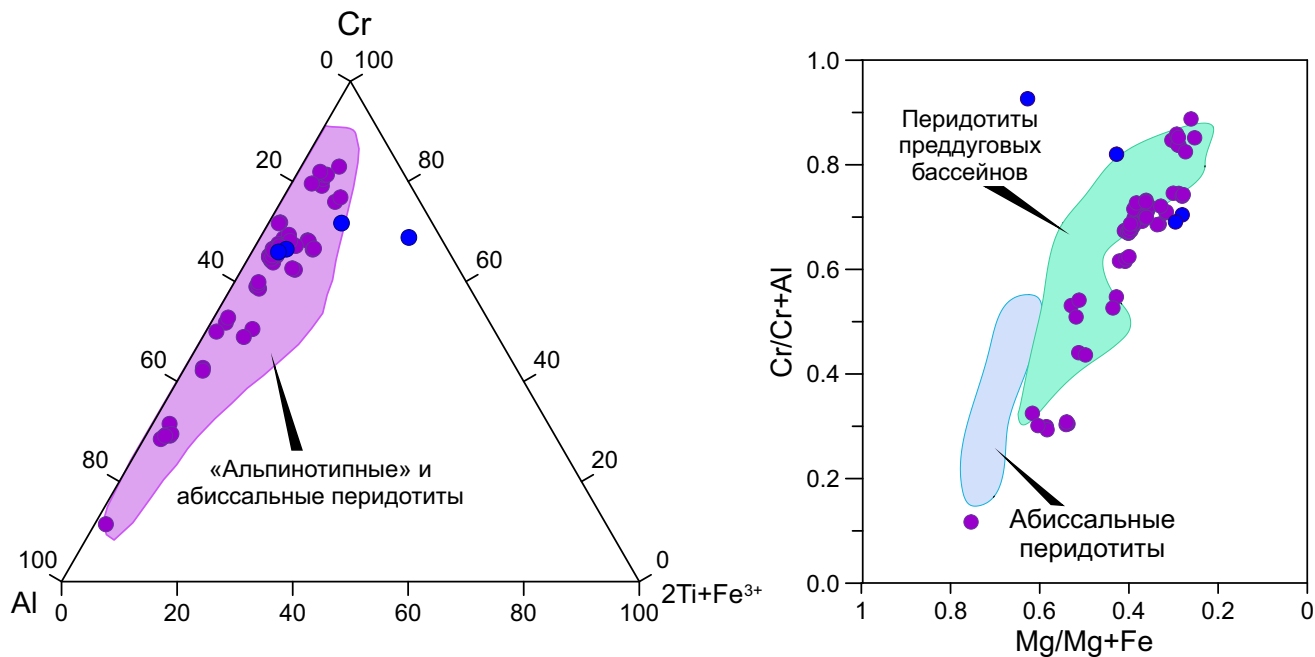 Cr
0 100
20
80
40
60
60
40
80
20
100
0
Al
2Ti+Fe³⁺
0 20 40 60 80 100
«Альпинотипные» и
абиссальные перидотиты
1.0
0.8
0.6
0.4
0.2
0.0
Cr/Cr+Al
Перидотиты
преддуговых
бассейнов
Абиссальные
перидотиты
1 0.8 0.6 0.4 0.2 0
Mg/Mg+Fe